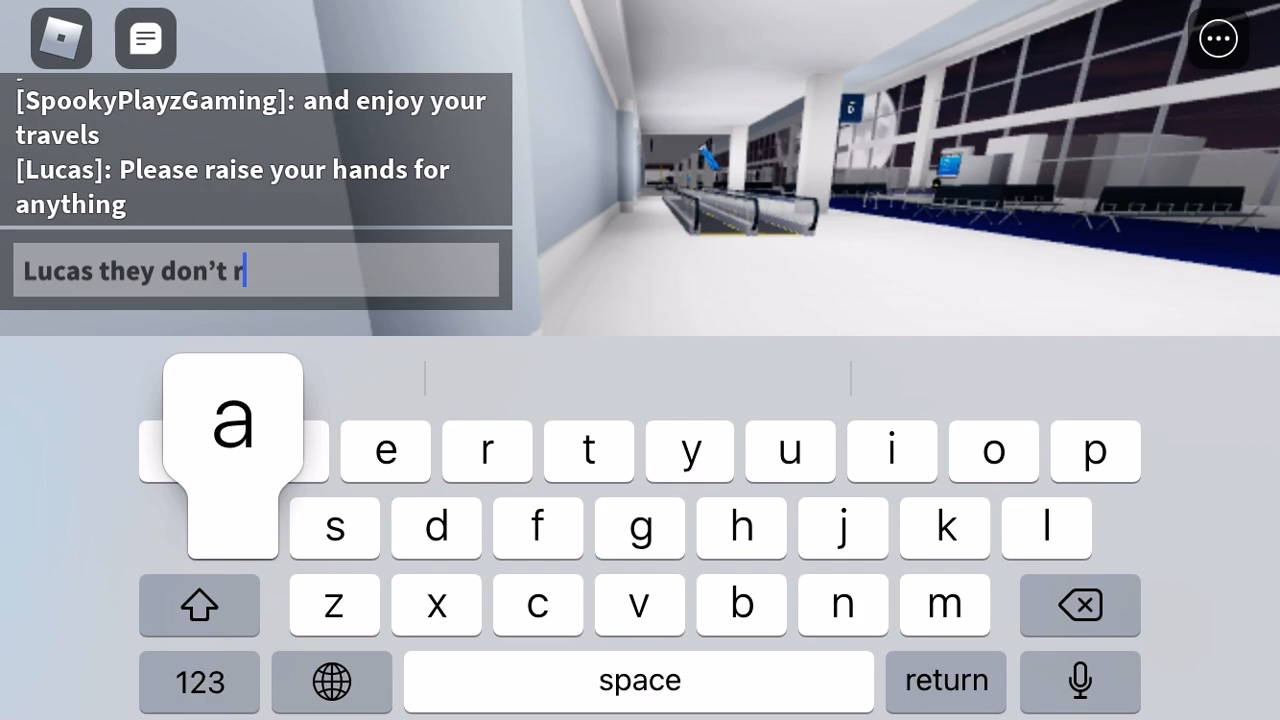 [SpookyPlayzGaming]: and enjoy your
travels
[Lucas]: Please raise your hands for
anything
Lucas they don’t r
a
e r t y u i o p
s d f g h j k l
z x c v b n m
123 space return